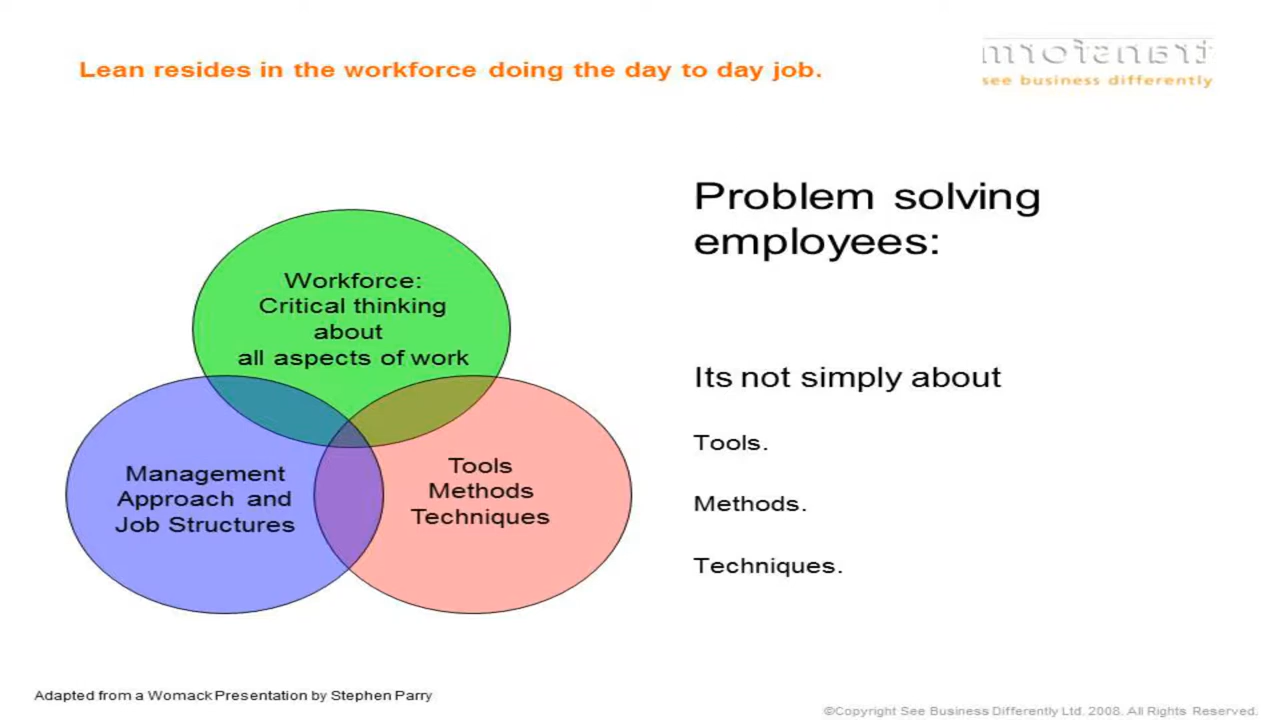 Lean resides in the workforce doing the day to day job.
transform
see business differently
Problem solving
employees:
Workforce:
Critical thinking
about
all aspects of work
Its not simply about
Tools.
Methods.
Techniques.
Management
Approach and
Job Structures
Tools
Methods
Techniques
Adapted from a Womack Presentation by Stephen Parry
©Copyright See Business Differently Ltd. 2008. All Rights Reserved.